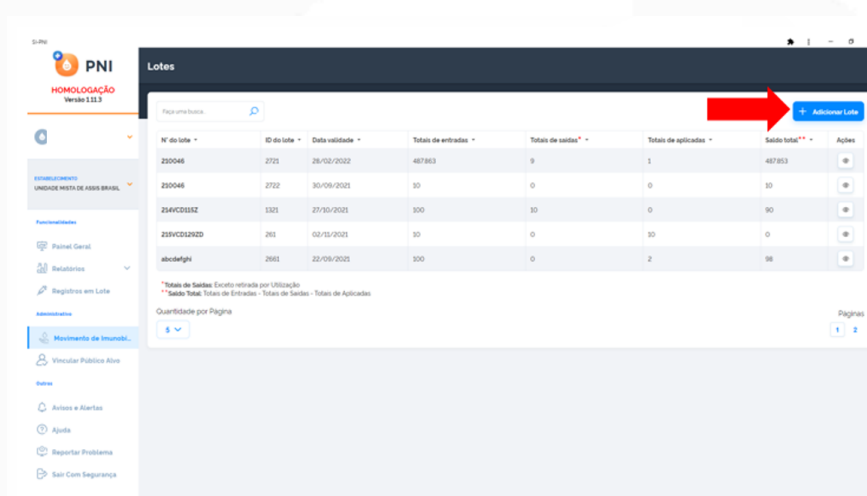 SI-PNI
PNI
HOMOLOGAÇÃO
Versão 1.11.3
Lotes
Faça uma busca
+ Adicionar Lote
Nº do lote ID do lote Data validade Totais de entradas Totais de saídas* Totais de aplicadas Saldo total** Ações
210046 2721 28/02/2022 487863 9 1 487853
210046 2722 30/09/2021 10 0 0 10
214VCD115Z 1321 27/10/2021 100 10 0 90
215VCD129ZD 261 02/11/2021 10 0 10 0
abcdefghi 2661 22/09/2021 100 0 2 98
*Totais de Saídas: Exceto retirada por Utilização
**Saldo Total: Totais de Entradas - Totais de Saídas - Totais de Aplicadas
Quantidade por Página
5
Páginas
1 2
ESTABELECIMENTO
UNIDADE MISTA DE ASSIS BRASIL
Funcionalidades
Painel Geral
Relatórios
Registros em Lote
Administrativo
Movimento de Imunobi...
Vincular Público Alvo
Outros
Avisos e Alertas
Ajuda
Reportar Problema
Sair Com Segurança